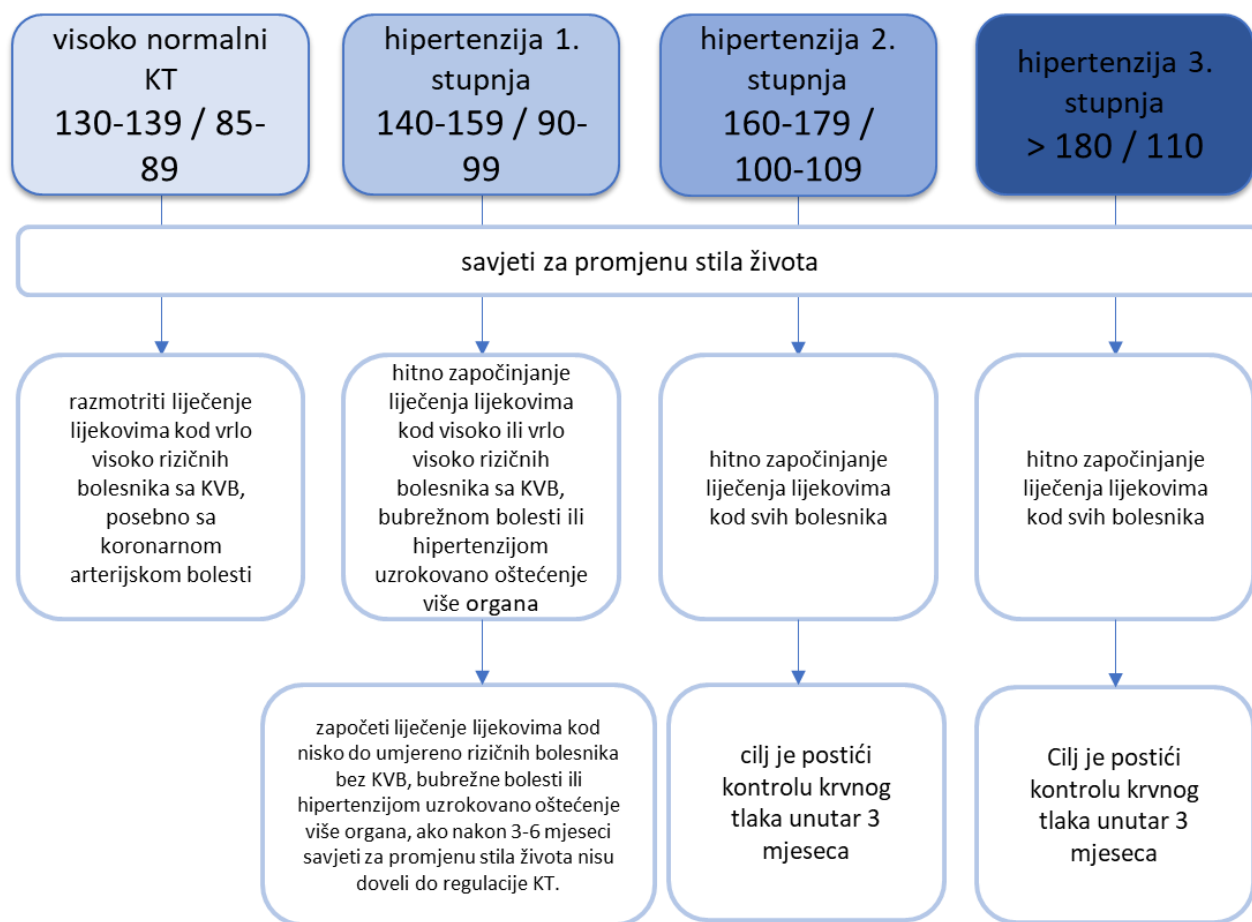 visoko normalni
KT
130-139 / 85-
89
hipertenzija 1.
stupnja
140-159 / 90-
99
hipertenzija 2.
stupnja
160-179 /
100-109
hipertenzija 3.
stupnja
> 180 / 110
savjeti za promjenu stila života
razmotriti liječenje
lijekovima kod vrlo
visoko rizičnih
bolesnika sa KVB,
posebno sa
koronarnom
arterijskom bolesti
hitno započinjanje
liječenja lijekovima
kod visoko ili vrlo
visoko rizičnih
bolesnika sa KVB,
bubrežnom bolesti ili
hipertenzijom
uzrokovano oštećenje
više organa
hitno započinjanje
liječenja lijekovima
kod svih bolesnika
hitno započinjanje
liječenja lijekovima
kod svih bolesnika
započeti liječenje lijekovima kod
nisko do umjereno rizičnih bolesnika
bez KVB, bubrežne bolesti ili
hipertenzijom uzrokovano oštećenje
više organa, ako nakon 3-6 mjeseci
savjeti za promjenu stila života nisu
doveli do regulacije KT.
cilj je postići
kontrolu krvnog
tlaka unutar 3
mjeseca
Cilj je postići
kontrolu krvnog
tlaka unutar 3
mjeseca